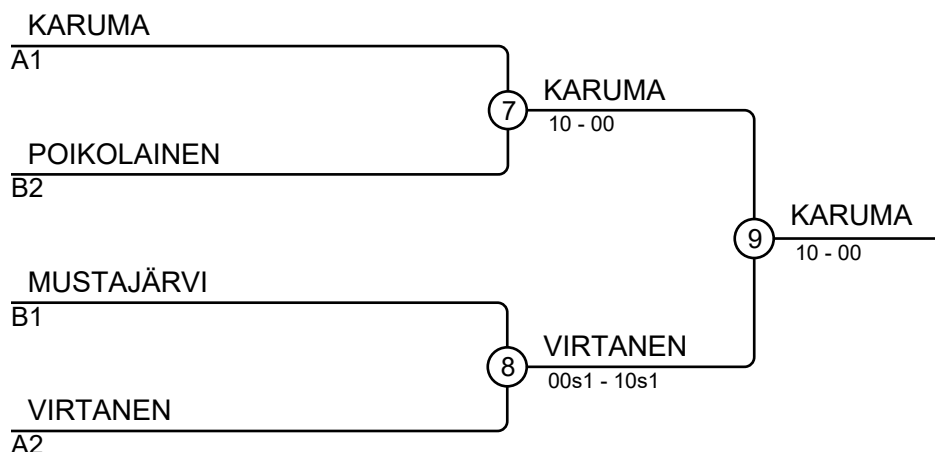 KARUMA
A1
7
KARUMA
10 - 00
POIKOLAINEN
B2
9
KARUMA
10 - 00
MUSTAJÄRVI
B1
8
VIRTANEN
00s1 - 10s1
VIRTANEN
A2